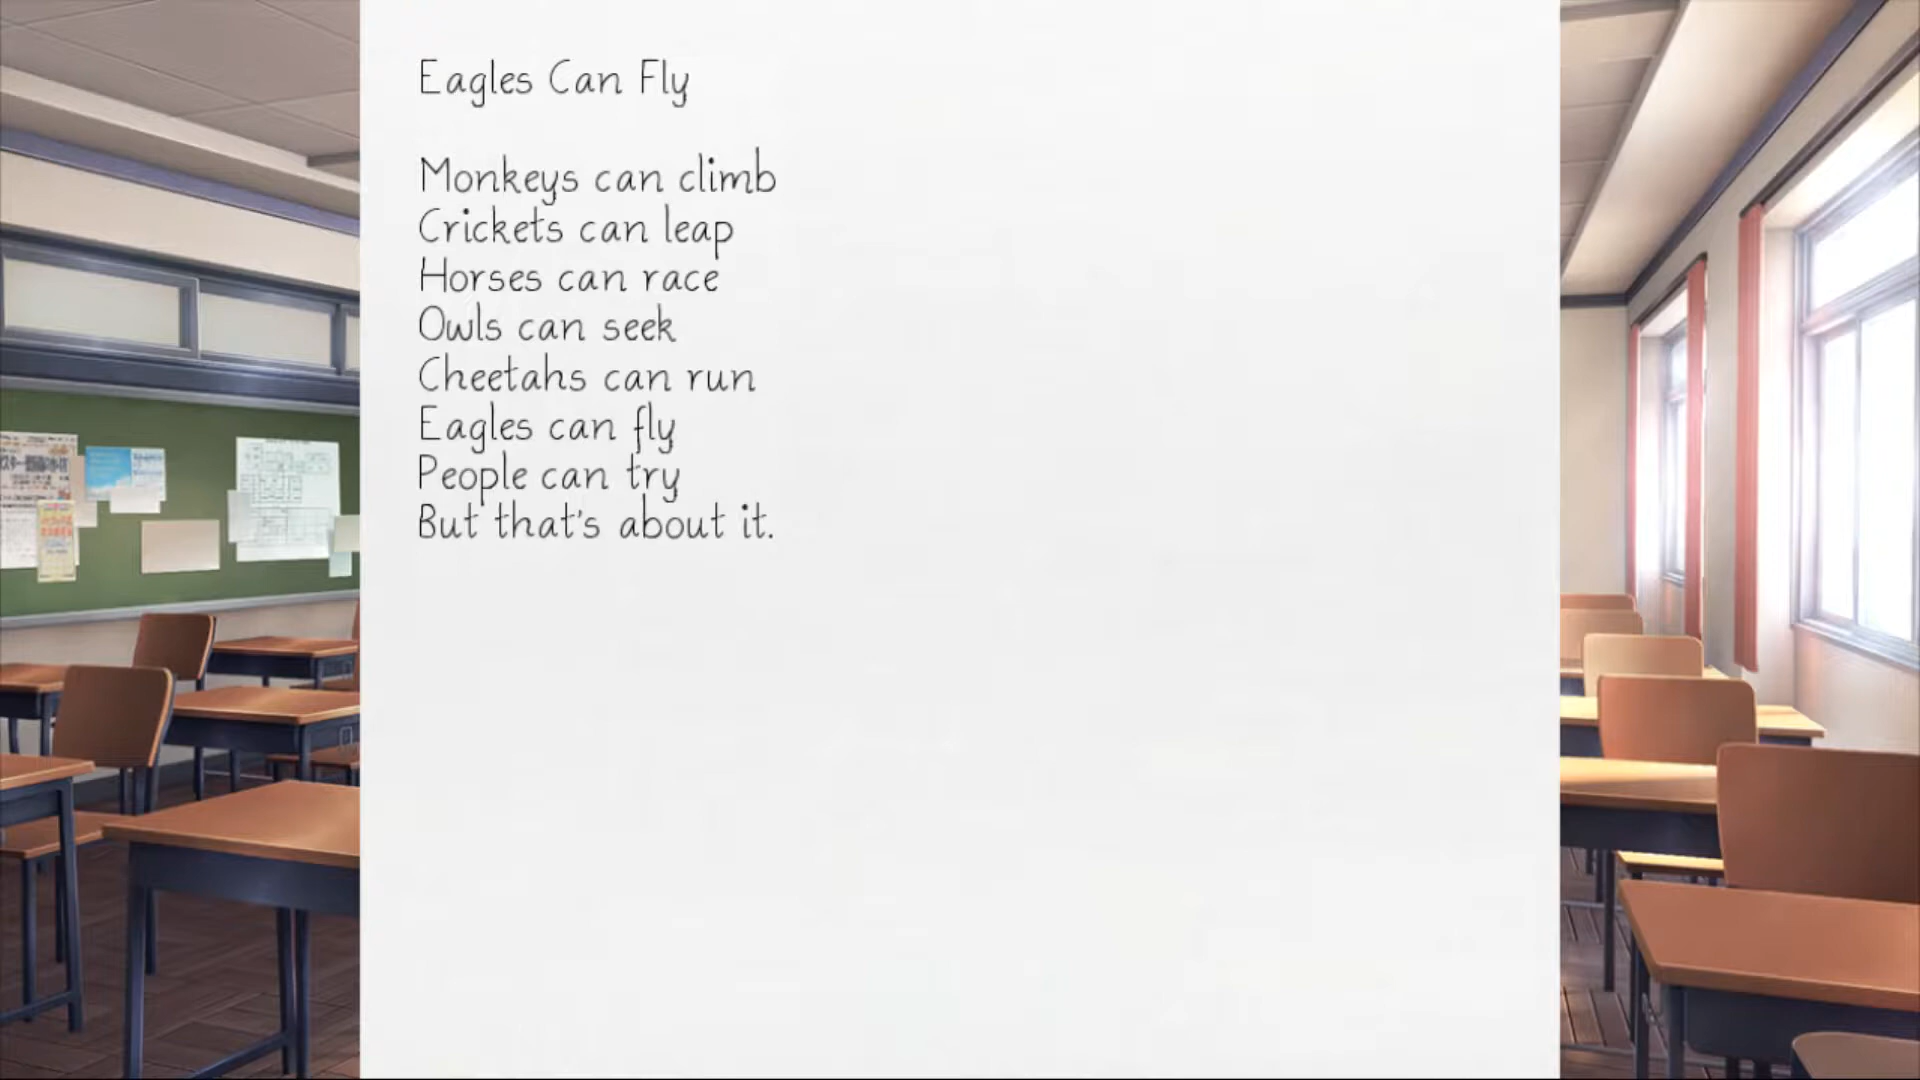 Eagles Can Fly
Monkeys can climb
Crickets can leap
Horses can race
Owls can seek
Cheetahs can run
Eagles can fly
People can try
But that's about it.